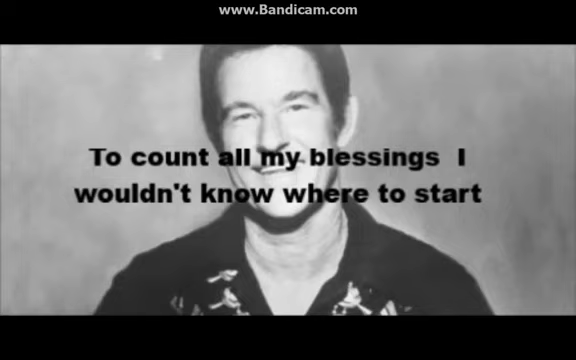 www.Bandicam.com
To count all my blessings I
wouldn't know where to start